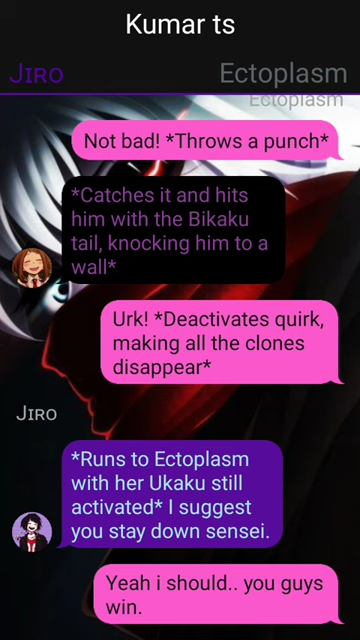 Kumar ts
Jiro Ectoplasm
Ectoplasm
Not bad! *Throws a punch*
*Catches it and hits
him with the Bikaku
tail, knocking him to a
wall*
Urk! *Deactivates quirk,
making all the clones
disappear*
Jiro
*Runs to Ectoplasm
with her Ukaku still
activated* I suggest
you stay down sensei.
Yeah i should.. you guys
win.